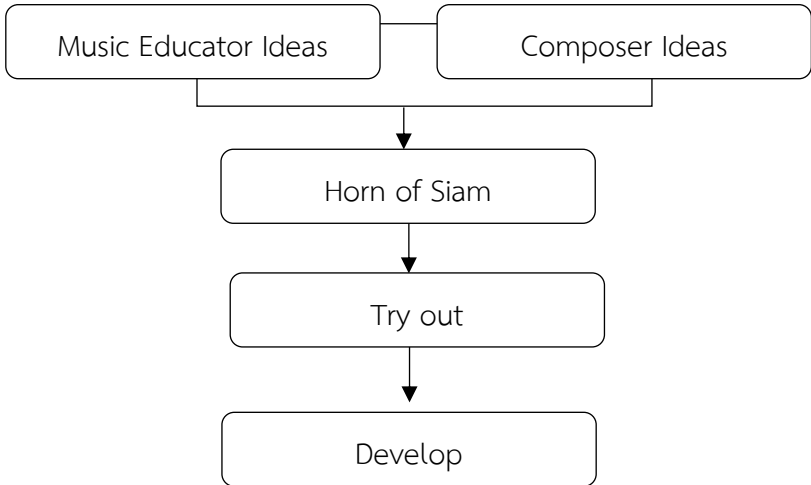 Music Educator Ideas
Composer Ideas
Horn of Siam
Try out
Develop